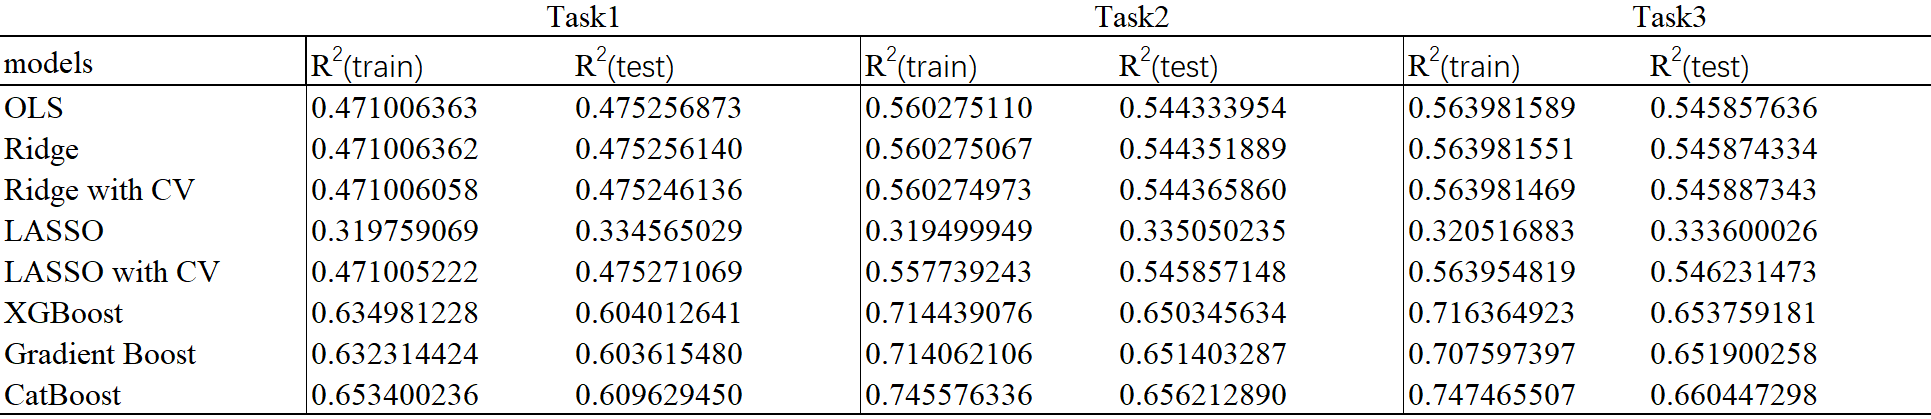 Task1 Task2 Task3
models R²(train) R²(test) R²(train) R²(test) R²(train) R²(test)
OLS 0.471006363 0.475256873 0.560275110 0.544333954 0.563981589 0.545857636
Ridge 0.471006362 0.475256140 0.560275067 0.544351889 0.563981551 0.545874334
Ridge with CV 0.471006058 0.475246136 0.560274973 0.544365860 0.563981469 0.545887343
LASSO 0.319759069 0.334565029 0.319499949 0.335050235 0.320516883 0.333600026
LASSO with CV 0.471005222 0.475271069 0.557739243 0.545857148 0.563954819 0.546231473
XGBoost 0.634981228 0.604012641 0.714439076 0.650345634 0.716364923 0.653759181
Gradient Boost 0.632314424 0.603615480 0.714062106 0.651403287 0.707597397 0.651900258
CatBoost 0.653400236 0.609629450 0.745576336 0.656212890 0.747465507 0.660447298